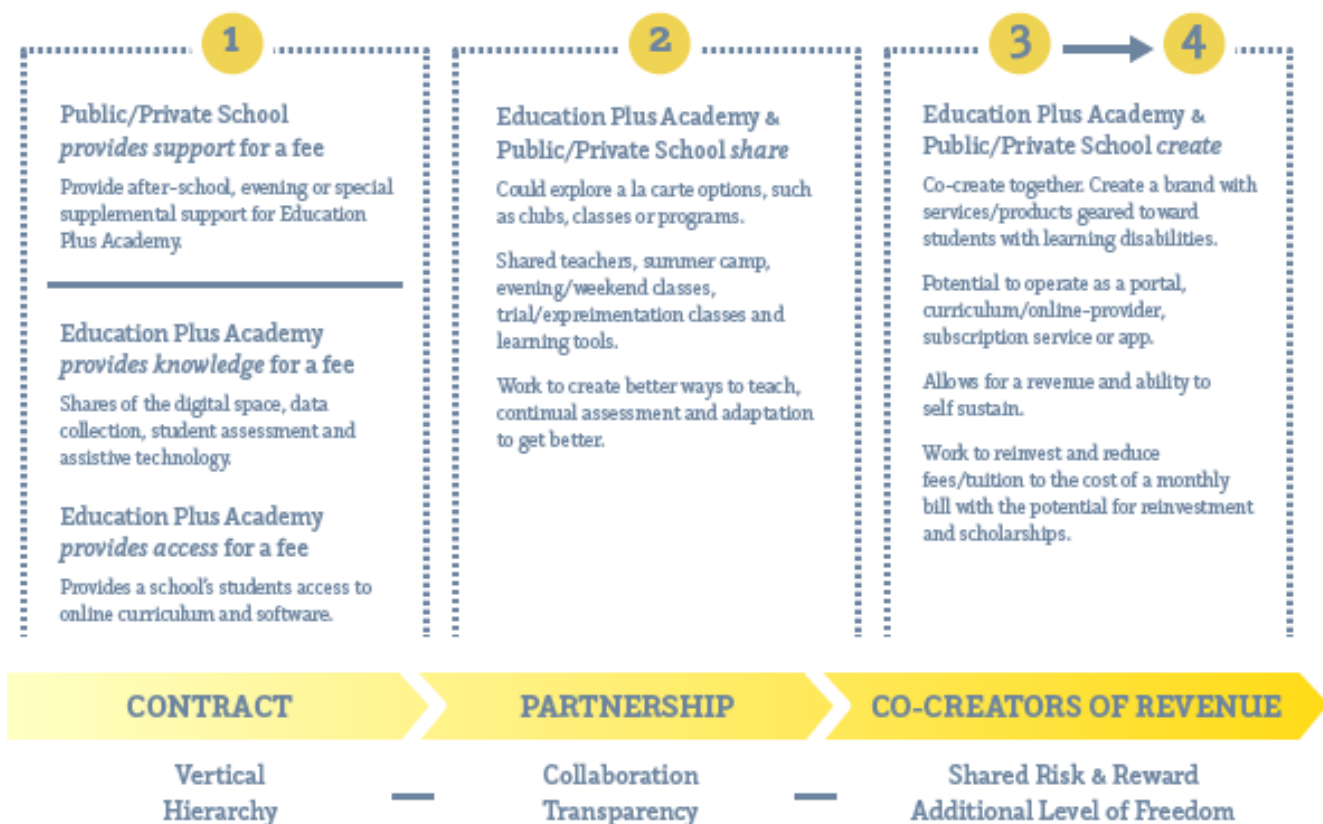 1
Public/Private School
provides support for a fee
Provide after-school, evening or special
supplemental support for Education
Plus Academy.
Education Plus Academy
provides knowledge for a fee
Shares of the digital space, data
collection, student assessment and
assistive technology.
Education Plus Academy
provides access for a fee
Provides a school's students access to
online curriculum and software.
2
Education Plus Academy &
Public/Private School share
Could explore a la carte options, such
as clubs, classes or programs.
Shared teachers, summer camp,
evening/weekend classes,
trial/expreimentation classes and
learning tools.
Work to create better ways to teach,
continual assessment and adaptation
to get better.
3 4
Education Plus Academy &
Public/Private School create
Co-create together. Create a brand with
services/products geared toward
students with learning disabilities.
Potential to operate as a portal,
curriculum/online-provider,
subscription service or app.
Allows for a revenue and ability to
self sustain.
Work to reinvest and reduce
fees/tuition to the cost of a monthly
bill with the potential for reinvestment
and scholarships.
CONTRACT
PARTNERSHIP
CO-CREATORS OF REVENUE
Vertical
Hierarchy
Collaboration
Transparency
Shared Risk & Reward
Additional Level of Freedom